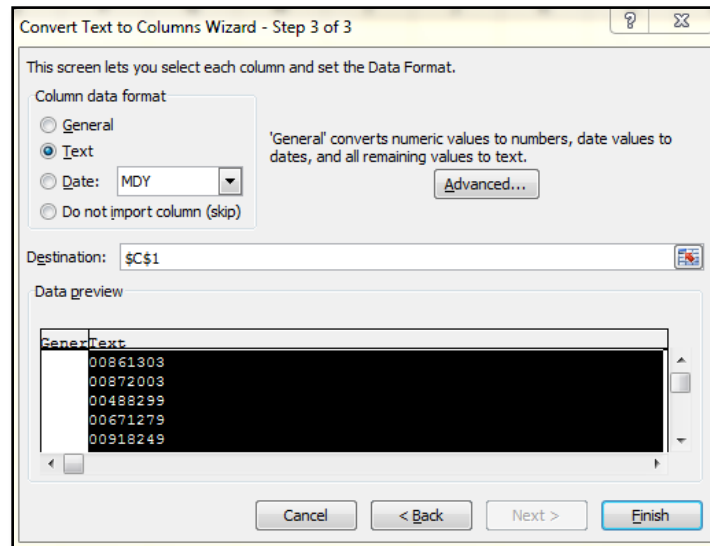 Convert Text to Columns Wizard - Step 3 of 3
This screen lets you select each column and set the Data Format.
Column data format
General
Text
Date: MDY
Do not import column (skip)
'General' converts numeric values to numbers, date values to
dates, and all remaining values to text.
Advanced...
Destination: $C$1
Data preview
GenerText
00861303
00872003
00488299
00671279
00918249
Cancel < Back Next > Finish